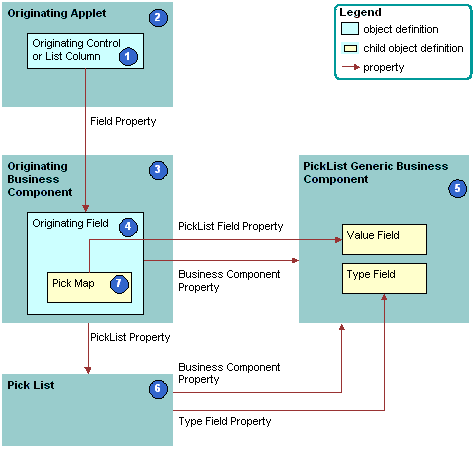 Originating Applet
2
Originating Control
or List Column
1
Legend
object definition
child object definition
property
Field Property
Originating
Business
Component
3
Originating Field
4
Pick Map
7
PickList Field Property
Business Component
Property
PickList Generic Business
Component
5
Value Field
Type Field
PickList Property
Pick List
6
Business Component
Property
Type Field Property